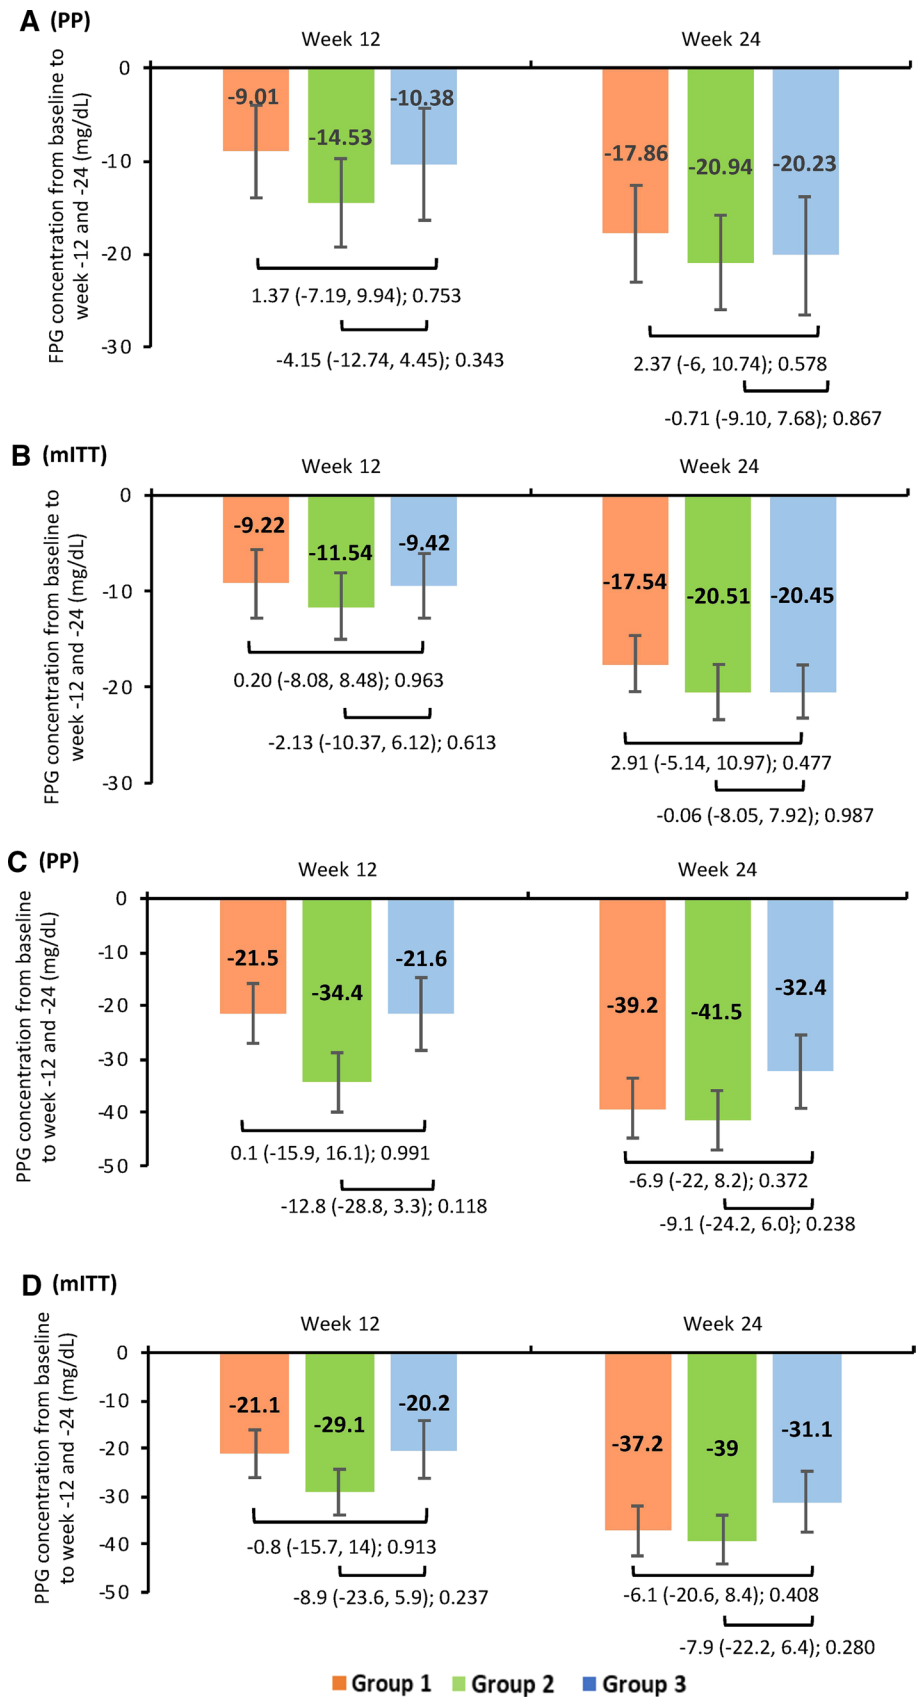 A (PP)
Week 12
Week 24
FPG concentration from baseline to
week -12 and -24 (mg/dL)
0
-10
-20
-30
-9.01
-14.53
-10.38
-17.86
-20.94
-20.23
1.37 (-7.19, 9.94); 0.753
-4.15 (-12.74, 4.45); 0.343
2.37 (-6, 10.74); 0.578
-0.71 (-9.10, 7.68); 0.867
B (mITT)
Week 12
Week 24
FPG concentration from baseline to
week -12 and -24 (mg/dL)
0
-10
-20
-30
-9.22
-11.54
-9.42
-17.54
-20.51
-20.45
0.20 (-8.08, 8.48); 0.963
-2.13 (-10.37, 6.12); 0.613
2.91 (-5.14, 10.97); 0.477
-0.06 (-8.05, 7.92); 0.987
C (PP)
Week 12
Week 24
PPG concentration from baseline
to week -12 and -24 (mg/dL)
0
-10
-20
-30
-40
-50
-21.5
-34.4
-21.6
-39.2
-41.5
-32.4
0.1 (-15.9, 16.1); 0.991
-12.8 (-28.8, 3.3); 0.118
-6.9 (-22, 8.2); 0.372
-9.1 (-24.2, 6.0}; 0.238
D (mITT)
Week 12
Week 24
PPG concentration from baseline
to week -12 and -24 (mg/dL)
0
-10
-20
-30
-40
-50
-21.1
-29.1
-20.2
-37.2
-39
-31.1
-0.8 (-15.7, 14); 0.913
-8.9 (-23.6, 5.9); 0.237
-6.1 (-20.6, 8.4); 0.408
-7.9 (-22.2, 6.4); 0.280
Group 1 Group 2 Group 3